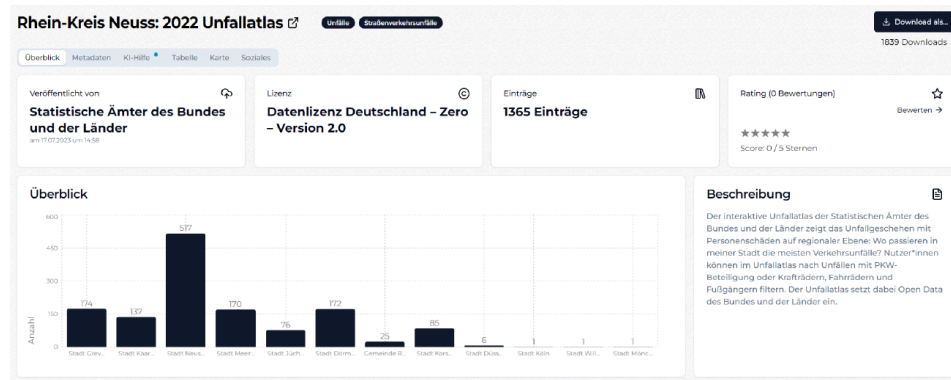 Rhein-Kreis Neuss: 2022 Unfallatlas
Unfälle
Straßenverkehrsunfälle
Download als...
1839 Downloads
Überblick
Metadaten
KI-Hilfe
Tabelle
Karte
Soziales
Veröffentlicht von
Statistische Ämter des Bundes
und der Länder
am 17.07.2023 um 14:58
Lizenz
Datenlizenz Deutschland – Zero
– Version 2.0
Einträge
1365 Einträge
Rating (0 Bewertungen)
Bewerten →
Score: 0 / 5 Sternen
Überblick
Anzahl
600
450
300
150
0
174
137
517
170
76
172
25
85
6
1
1
1
Stadt Grev...
Stadt Kaar...
Stadt Neus...
Stadt Meer...
Stadt Jüch...
Stadt Dorm...
Gemeinde R...
Stadt Kors...
Stadt Düss...
Stadt Köln
Stadt Will...
Stadt Mönc...
Beschreibung
Der interaktive Unfallatlas der Statistischen Ämter des
Bundes und der Länder zeigt das Unfallgeschehen mit
Personenschäden auf regionaler Ebene: Wo passieren in
meiner Stadt die meisten Verkehrsunfälle? Nutzer*innen
können im Unfallatlas nach Unfällen mit PKW-
Beteiligung oder Krafträdern, Fahrrädern und
Fußgängern filtern. Der Unfallatlas setzt dabei Open Data
des Bundes und der Länder ein.